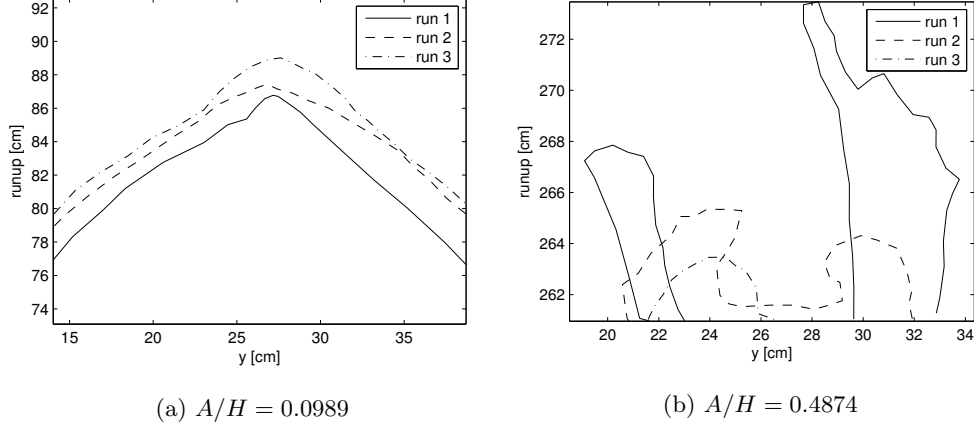 92
90
88
86
84
82
80
78
76
74
runup [cm]
15 20 25 30 35
y [cm]
run 1
run 2
run 3
(a) A/H = 0.0989
272
270
268
266
264
262
runup [cm]
20 22 24 26 28 30 32 34
y [cm]
run 1
run 2
run 3
(b) A/H = 0.4874